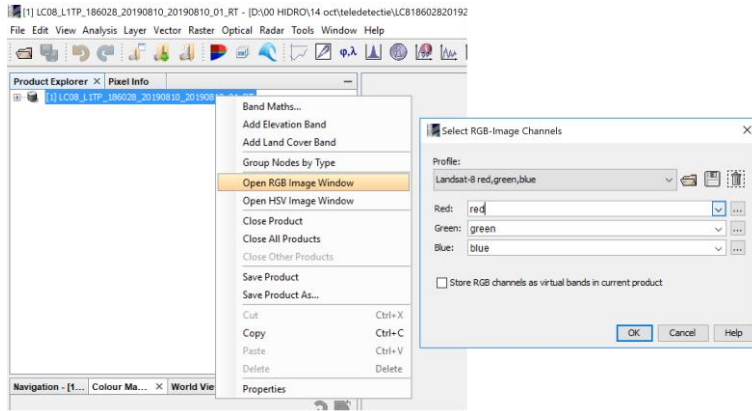 [1] LC08_L1TP_186028_20190810_20190810_01_RT - [D:\00 HIDRO\14 oct\teledetectie\LC818602820192
File Edit View Analysis Layer Vector Raster Optical Radar Tools Window Help
φ,λ
Product Explorer × Pixel Info
[1] LC08_L1TP_186028_20190810_20190810_01_RT
Band Maths...
Add Elevation Band
Add Land Cover Band
Group Nodes by Type
Open RGB Image Window
Open HSV Image Window
Close Product
Close All Products
Close Other Products
Save Product
Save Product As...
Cut Ctrl+X
Copy Ctrl+C
Paste Ctrl+V
Delete Delete
Properties
Navigation - [1... Colour Ma... × World Vie
Select RGB-Image Channels
Profile:
Landsat-8 red,green,blue
Red: red ...
Green: green ...
Blue: blue ...
Store RGB channels as virtual bands in current product
OK Cancel Help